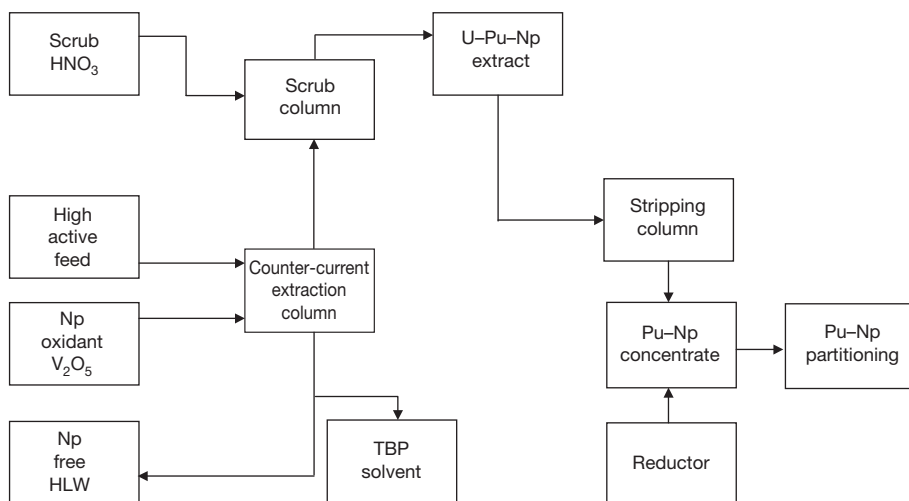 Scrub
HNO₃
Scrub
column
U–Pu–Np
extract
High
active
feed
Counter-current
extraction
column
Stripping
column
Np
oxidant
V₂O₅
Pu–Np
concentrate
Pu–Np
partitioning
Np
free
HLW
TBP
solvent
Reductor